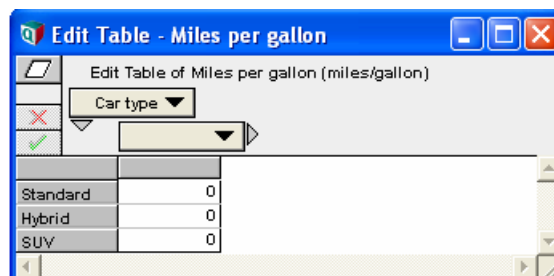 Edit Table - Miles per gallon
Edit Table of Miles per gallon (miles/gallon)
Car type
Standard 0
Hybrid 0
SUV 0